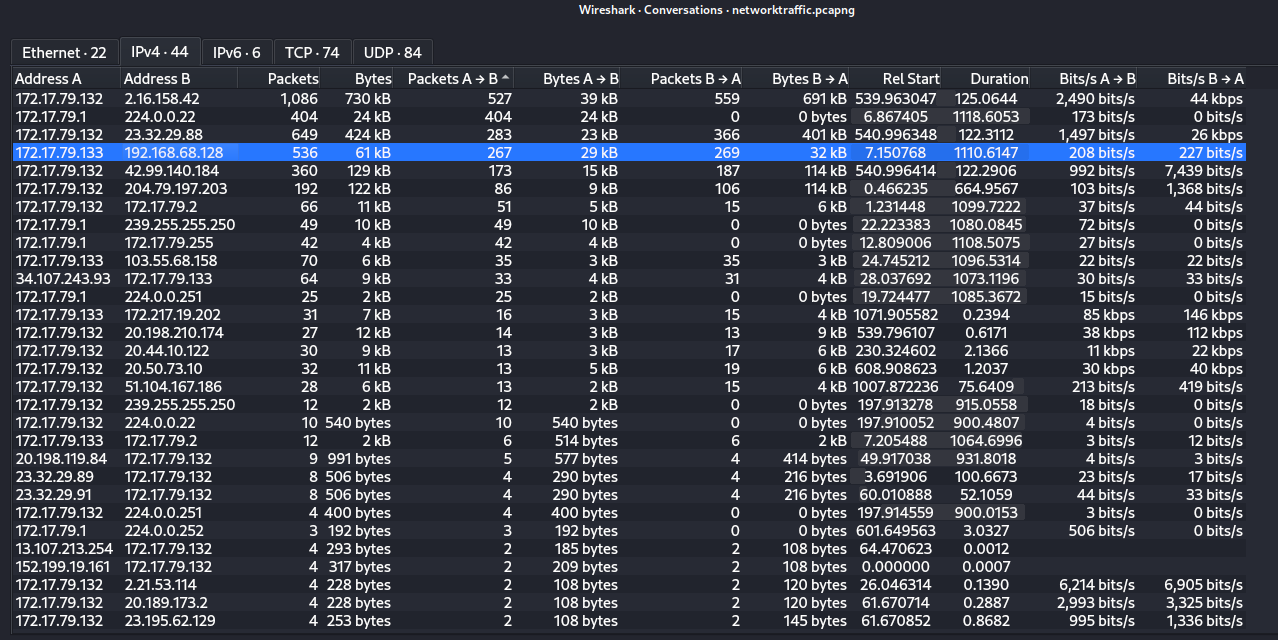 Wireshark · Conversations · networktraffic.pcapng
Ethernet · 22 IPv4 · 44 IPv6 · 6 TCP · 74 UDP · 84
Address A Address B Packets Bytes Packets A → B Bytes A → B Packets B → A Bytes B → A Rel Start Duration Bits/s A → B Bits/s B → A
172.17.79.132 2.16.158.42 1,086 730 kB 527 39 kB 559 691 kB 539.963047 125.0644 2,490 bits/s 44 kbps
172.17.79.1 224.0.0.22 404 24 kB 404 24 kB 0 0 bytes 6.867405 1118.6053 173 bits/s 0 bits/s
172.17.79.132 23.32.29.88 649 424 kB 283 23 kB 366 401 kB 540.996348 122.3112 1,497 bits/s 26 kbps
172.17.79.133 192.168.68.128 536 61 kB 267 29 kB 269 32 kB 7.150768 1110.6147 208 bits/s 227 bits/s
172.17.79.132 42.99.140.184 360 129 kB 173 15 kB 187 114 kB 540.996414 122.2906 992 bits/s 7,439 bits/s
172.17.79.132 204.79.197.203 192 122 kB 86 9 kB 106 114 kB 0.466235 664.9567 103 bits/s 1,368 bits/s
172.17.79.132 172.17.79.2 66 11 kB 51 5 kB 15 6 kB 1.231448 1099.7222 37 bits/s 44 bits/s
172.17.79.1 239.255.255.250 49 10 kB 49 10 kB 0 0 bytes 22.223383 1080.0845 72 bits/s 0 bits/s
172.17.79.1 172.17.79.255 42 4 kB 42 4 kB 0 0 bytes 12.809006 1108.5075 27 bits/s 0 bits/s
172.17.79.133 103.55.68.158 70 6 kB 35 3 kB 35 3 kB 24.745212 1096.5314 22 bits/s 22 bits/s
34.107.243.93 172.17.79.133 64 9 kB 33 4 kB 31 4 kB 28.037692 1073.1196 30 bits/s 33 bits/s
172.17.79.1 224.0.0.251 25 2 kB 25 2 kB 0 0 bytes 19.724477 1085.3672 15 bits/s 0 bits/s
172.17.79.133 172.217.19.202 31 7 kB 16 3 kB 15 4 kB 1071.905582 0.2394 85 kbps 146 kbps
172.17.79.132 20.198.210.174 27 12 kB 14 3 kB 13 9 kB 539.796107 0.6171 38 kbps 112 kbps
172.17.79.132 20.44.10.122 30 9 kB 13 3 kB 17 6 kB 230.324602 2.1366 11 kbps 22 kbps
172.17.79.132 20.50.73.10 32 11 kB 13 5 kB 19 6 kB 608.908623 1.2037 30 kbps 40 kbps
172.17.79.132 51.104.167.186 28 6 kB 13 2 kB 15 4 kB 1007.872236 75.6409 213 bits/s 419 bits/s
172.17.79.132 239.255.255.250 12 2 kB 12 2 kB 0 0 bytes 197.913278 915.0558 18 bits/s 0 bits/s
172.17.79.132 224.0.0.22 10 540 bytes 10 540 bytes 0 0 bytes 197.910052 900.4807 4 bits/s 0 bits/s
172.17.79.133 172.17.79.2 12 2 kB 6 514 bytes 6 2 kB 7.205488 1064.6996 3 bits/s 12 bits/s
20.198.119.84 172.17.79.132 9 991 bytes 5 577 bytes 4 414 bytes 49.917038 931.8018 4 bits/s 3 bits/s
23.32.29.89 172.17.79.132 8 506 bytes 4 290 bytes 4 216 bytes 3.691906 100.6673 23 bits/s 17 bits/s
23.32.29.91 172.17.79.132 8 506 bytes 4 290 bytes 4 216 bytes 60.010888 52.1059 44 bits/s 33 bits/s
172.17.79.132 224.0.0.251 4 400 bytes 4 400 bytes 0 0 bytes 197.914559 900.0153 3 bits/s 0 bits/s
172.17.79.1 224.0.0.252 3 192 bytes 3 192 bytes 0 0 bytes 601.649563 3.0327 506 bits/s 0 bits/s
13.107.213.254 172.17.79.132 4 293 bytes 2 185 bytes 2 108 bytes 64.470623 0.0012
152.199.19.161 172.17.79.132 4 317 bytes 2 209 bytes 2 108 bytes 0.000000 0.0007
172.17.79.132 2.21.53.114 4 228 bytes 2 108 bytes 2 120 bytes 26.046314 0.1390 6,214 bits/s 6,905 bits/s
172.17.79.132 20.189.173.2 4 228 bytes 2 108 bytes 2 120 bytes 61.670714 0.2887 2,993 bits/s 3,325 bits/s
172.17.79.132 23.195.62.129 4 253 bytes 2 108 bytes 2 145 bytes 61.670852 0.8682 995 bits/s 1,336 bits/s